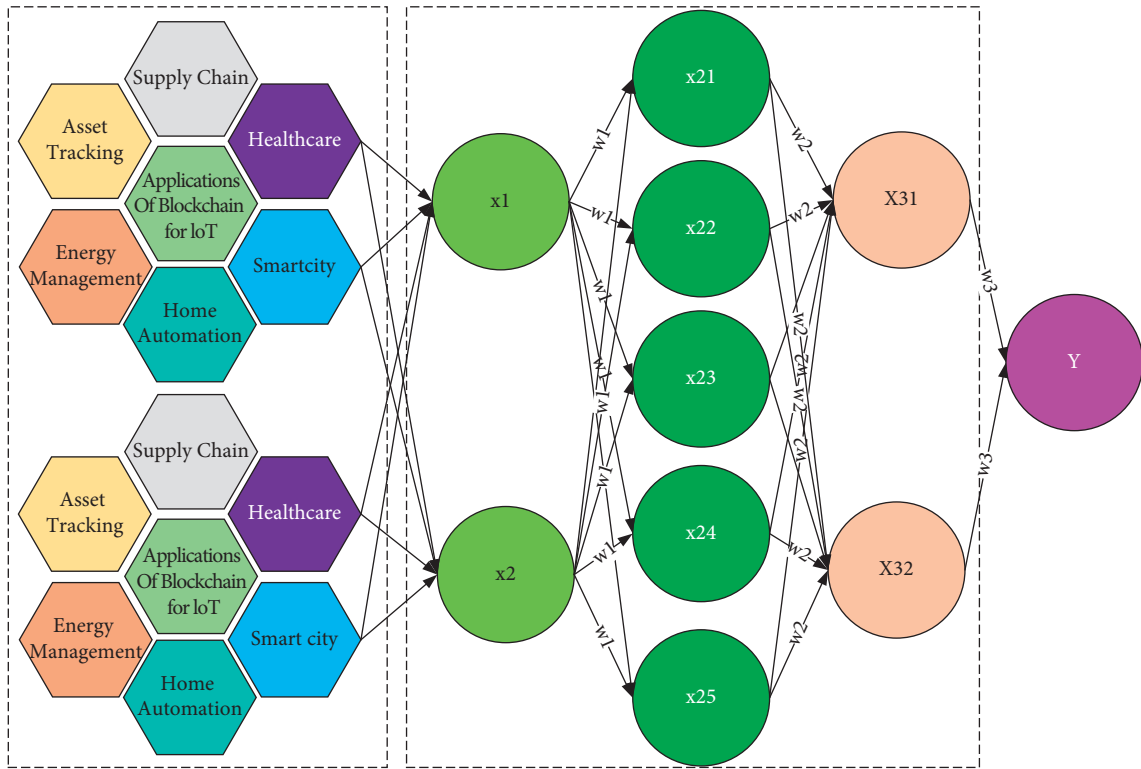 Supply Chain
Asset
Tracking
Healthcare
Applications
Of Blockchain
for IoT
Energy
Management
Smartcity
Home
Automation
Supply Chain
Asset
Tracking
Healthcare
Applications
Of Blockchain
for IoT
Energy
Management
Smart city
Home
Automation
x1
x2
w1
w1
w1
w1
w1
w1
w1
w1
w1
x21
x22
x23
x24
x25
w2
w2
w2
w2
w2
w2
w2
w2
w2
X31
X32
w3
w3
Y